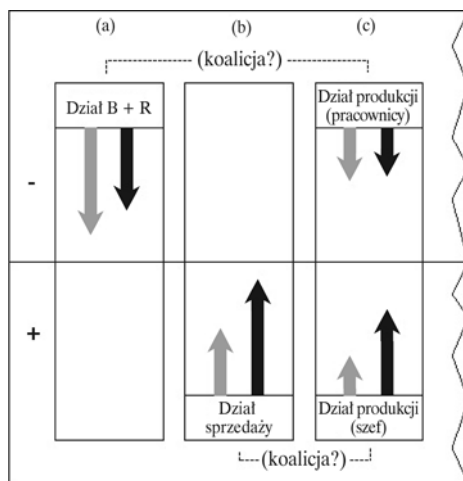 (a) (b) (c)
(koalicja?)
Dział B + R
Dział produkcji
(pracownicy)
-
+
Dział
sprzedaży
Dział produkcji
(szef)
(koalicja?)